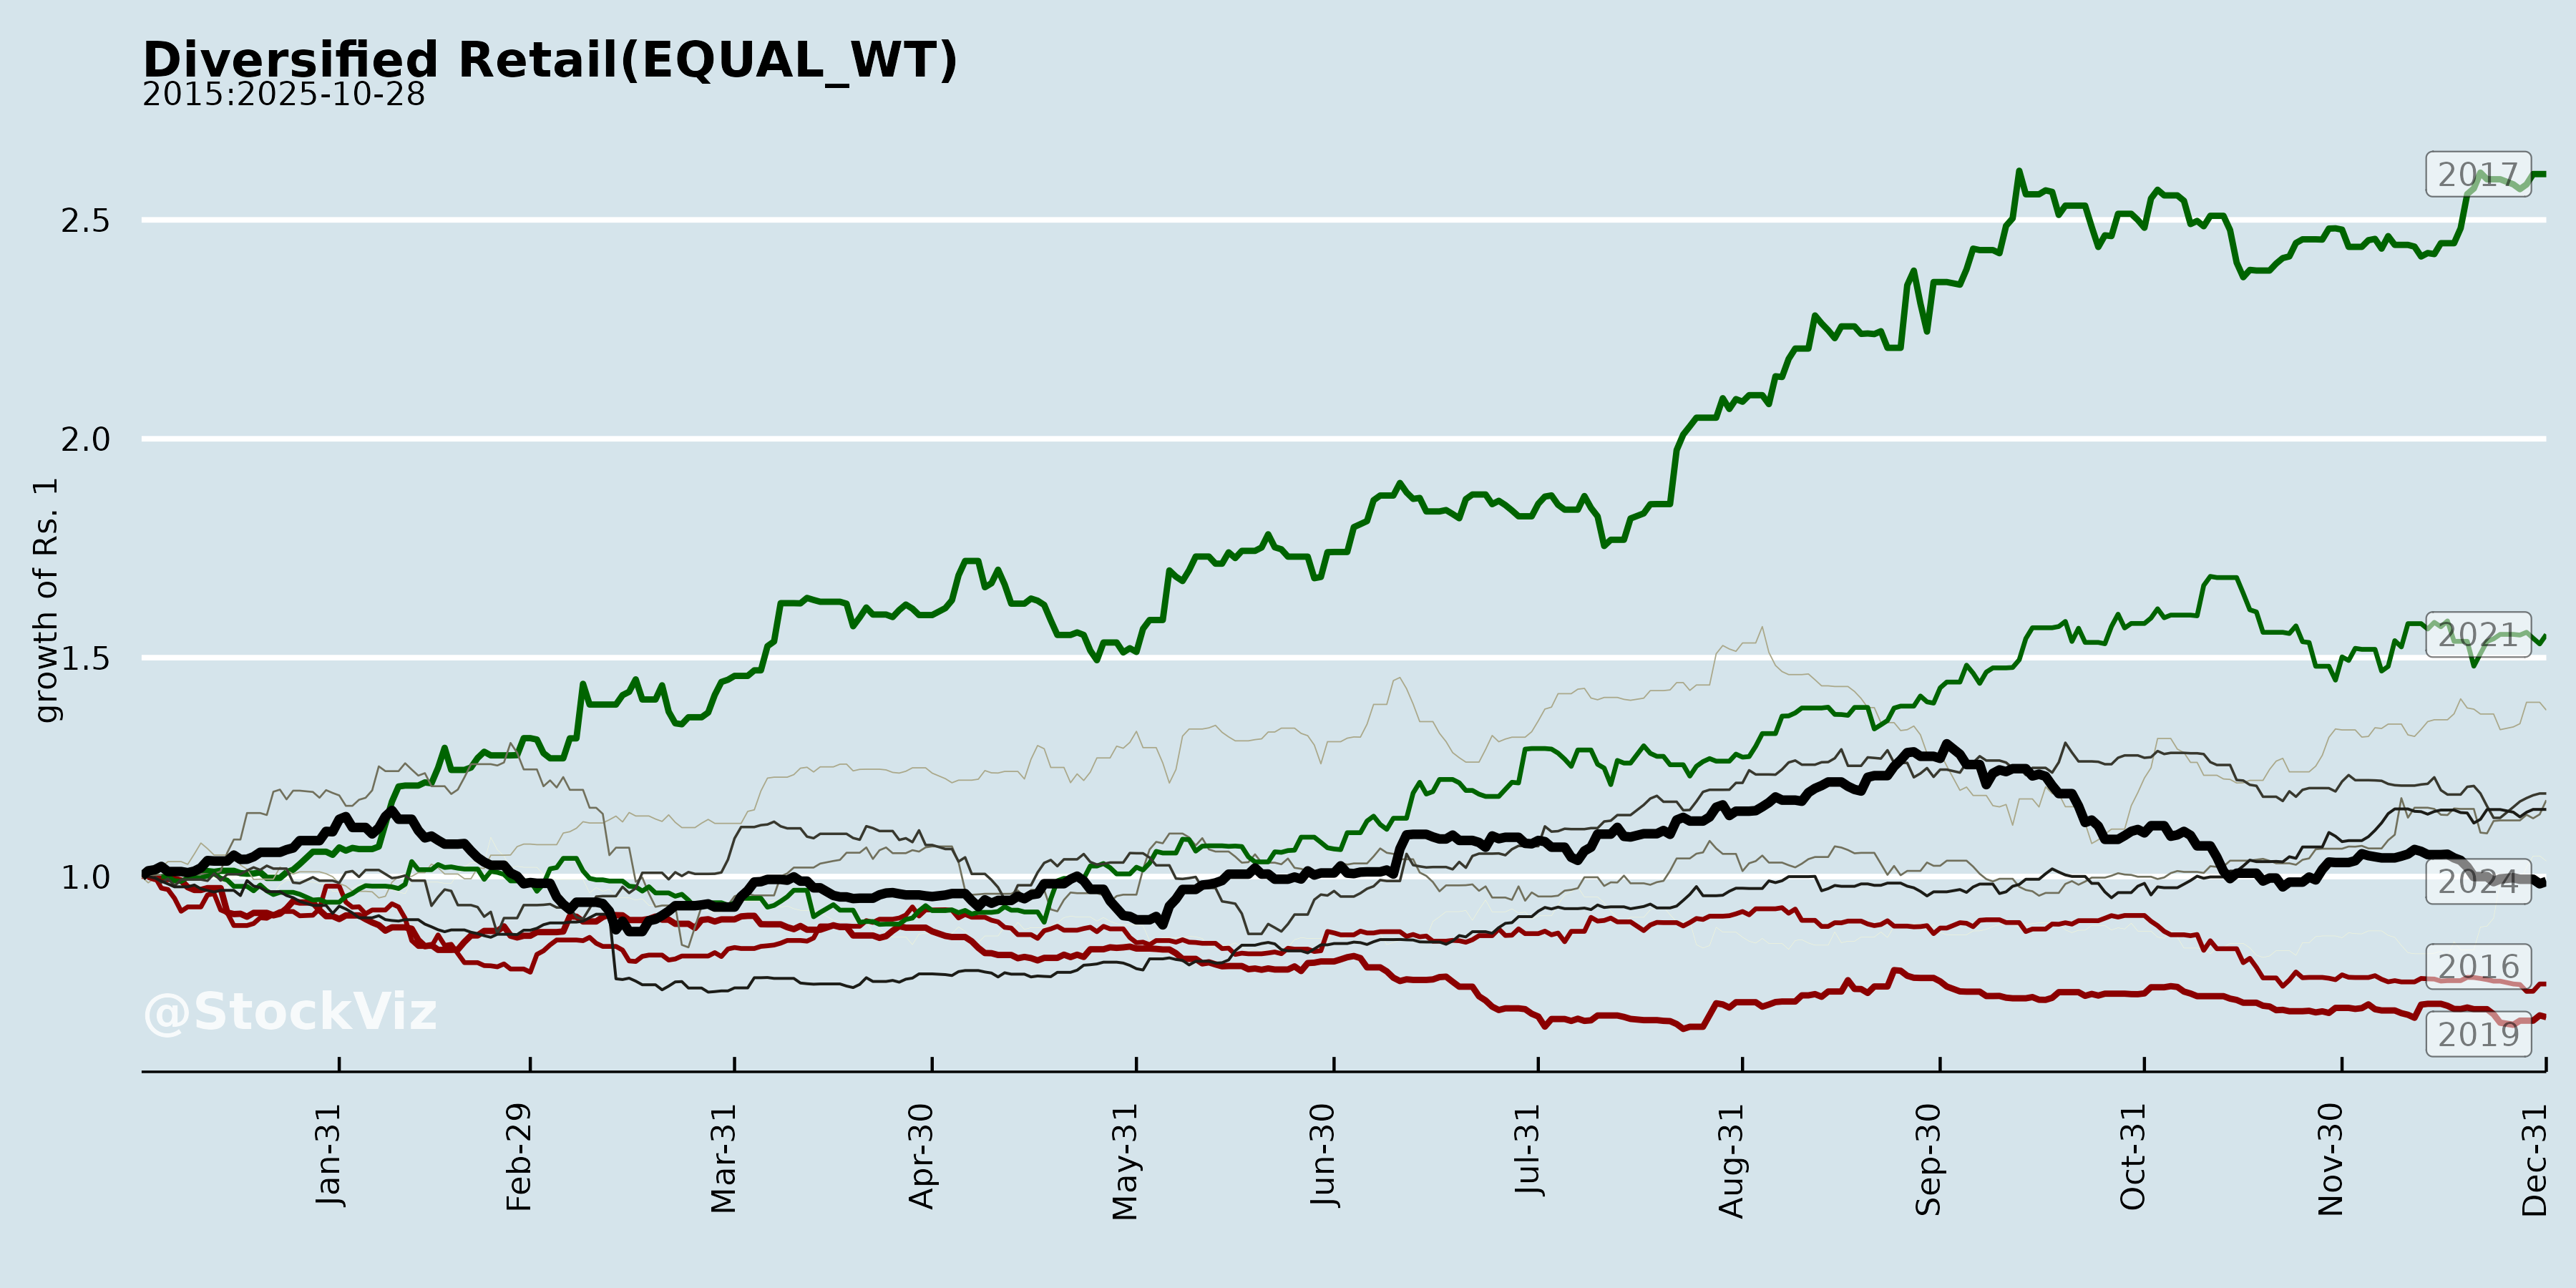 Diversified Retail(EQUAL_WT)
2015:2025-10-28
growth of Rs. 1
2.5
2.0
1.5
1.0
2017
2021
2024
2016
2019
@StockViz
Jan-31
Feb-29
Mar-31
Apr-30
May-31
Jun-30
Jul-31
Aug-31
Sep-30
Oct-31
Nov-30
Dec-31